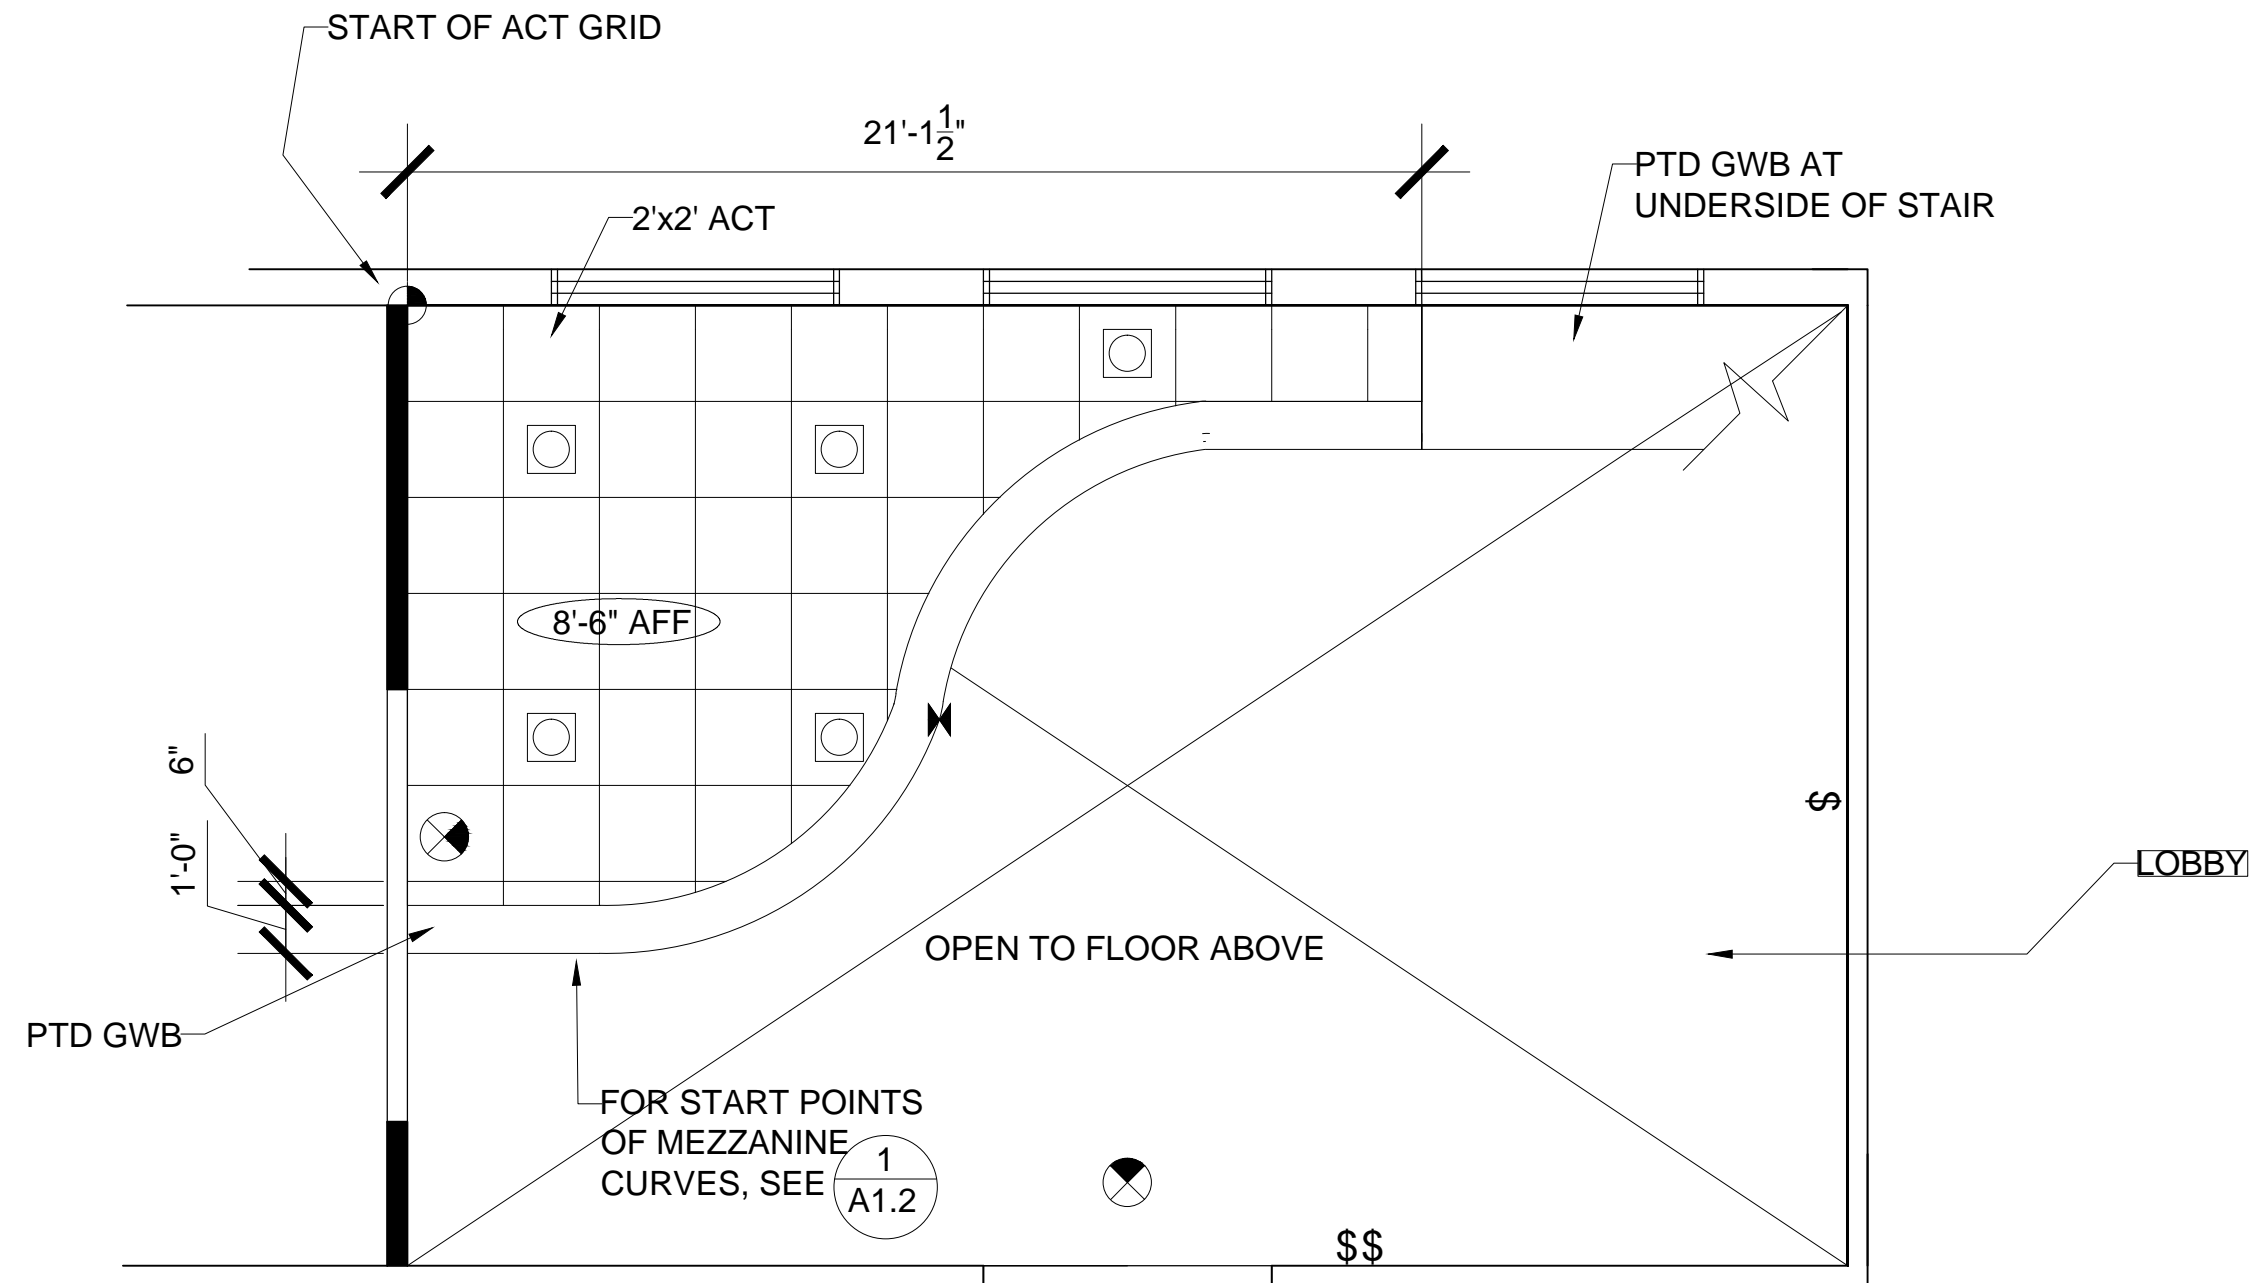 START OF ACT GRID
21'-1 1/2"
PTD GWB AT
UNDERSIDE OF STAIR
2'x2' ACT
8'-6" AFF
6"
1'-0"
$
LOBBY
OPEN TO FLOOR ABOVE
PTD GWB
FOR START POINTS
OF MEZZANINE
CURVES, SEE
1
A1.2
$$